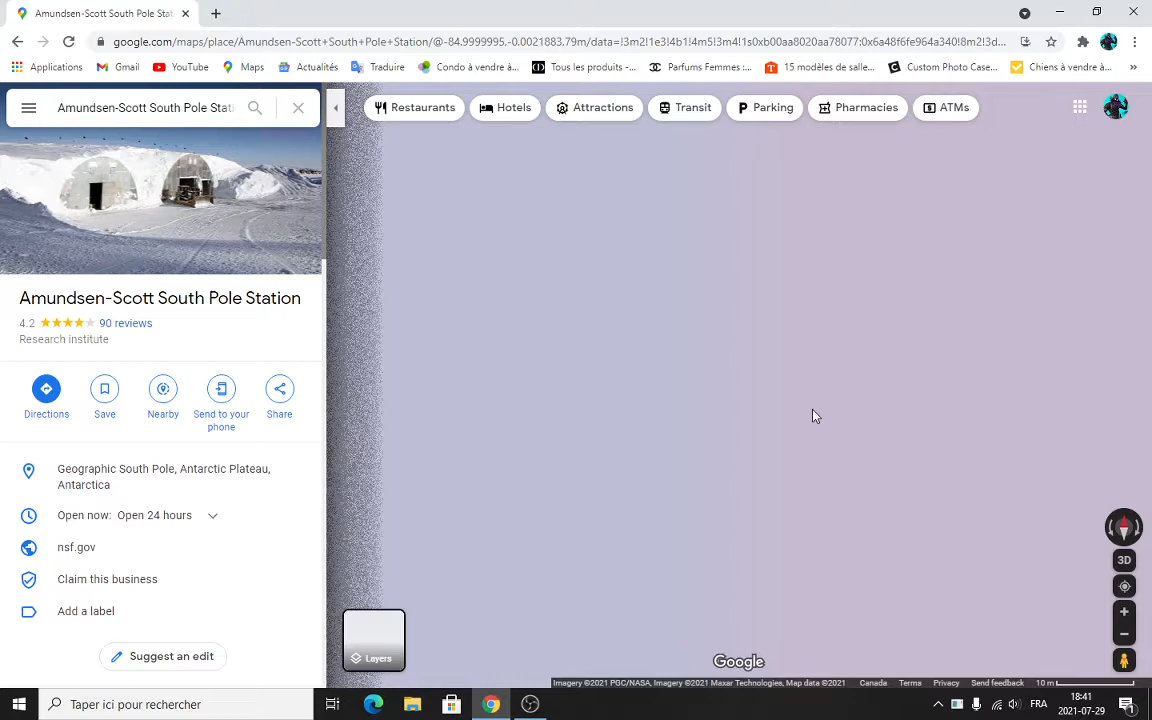 Amundsen-Scott South Pole Stati
google.com/maps/place/Amundsen-Scott+South+Pole+Station/@-84.9999995,-0.0021883,79m/data=!3m2!1e3!4b1!4m5!3m4!1s0xb00aa8020aa78077:0x6a48f6fe964a340!8m2!3d...
Applications Gmail YouTube Maps Actualités Traduire Condo à vendre à... Tous les produits -... Parfums Femmes :... 15 modèles de salle... Custom Photo Case... Chiens à vendre à... »
Amundsen-Scott South Pole Stati
Restaurants Hotels Attractions Transit Parking Pharmacies ATMs
Amundsen-Scott South Pole Station
4.2 90 reviews
Research institute
Directions Save Nearby Send to your phone Share
Geographic South Pole, Antarctic Plateau,
Antarctica
Open now: Open 24 hours
nsf.gov
Claim this business
Add a label
Suggest an edit
3D
Layers
Google
Imagery ©2021 PGC/NASA, Imagery ©2021 Maxar Technologies, Map data ©2021 Canada Terms Privacy Send feedback 10 m
Taper ici pour rechercher
FRA
18:41
2021-07-29
1